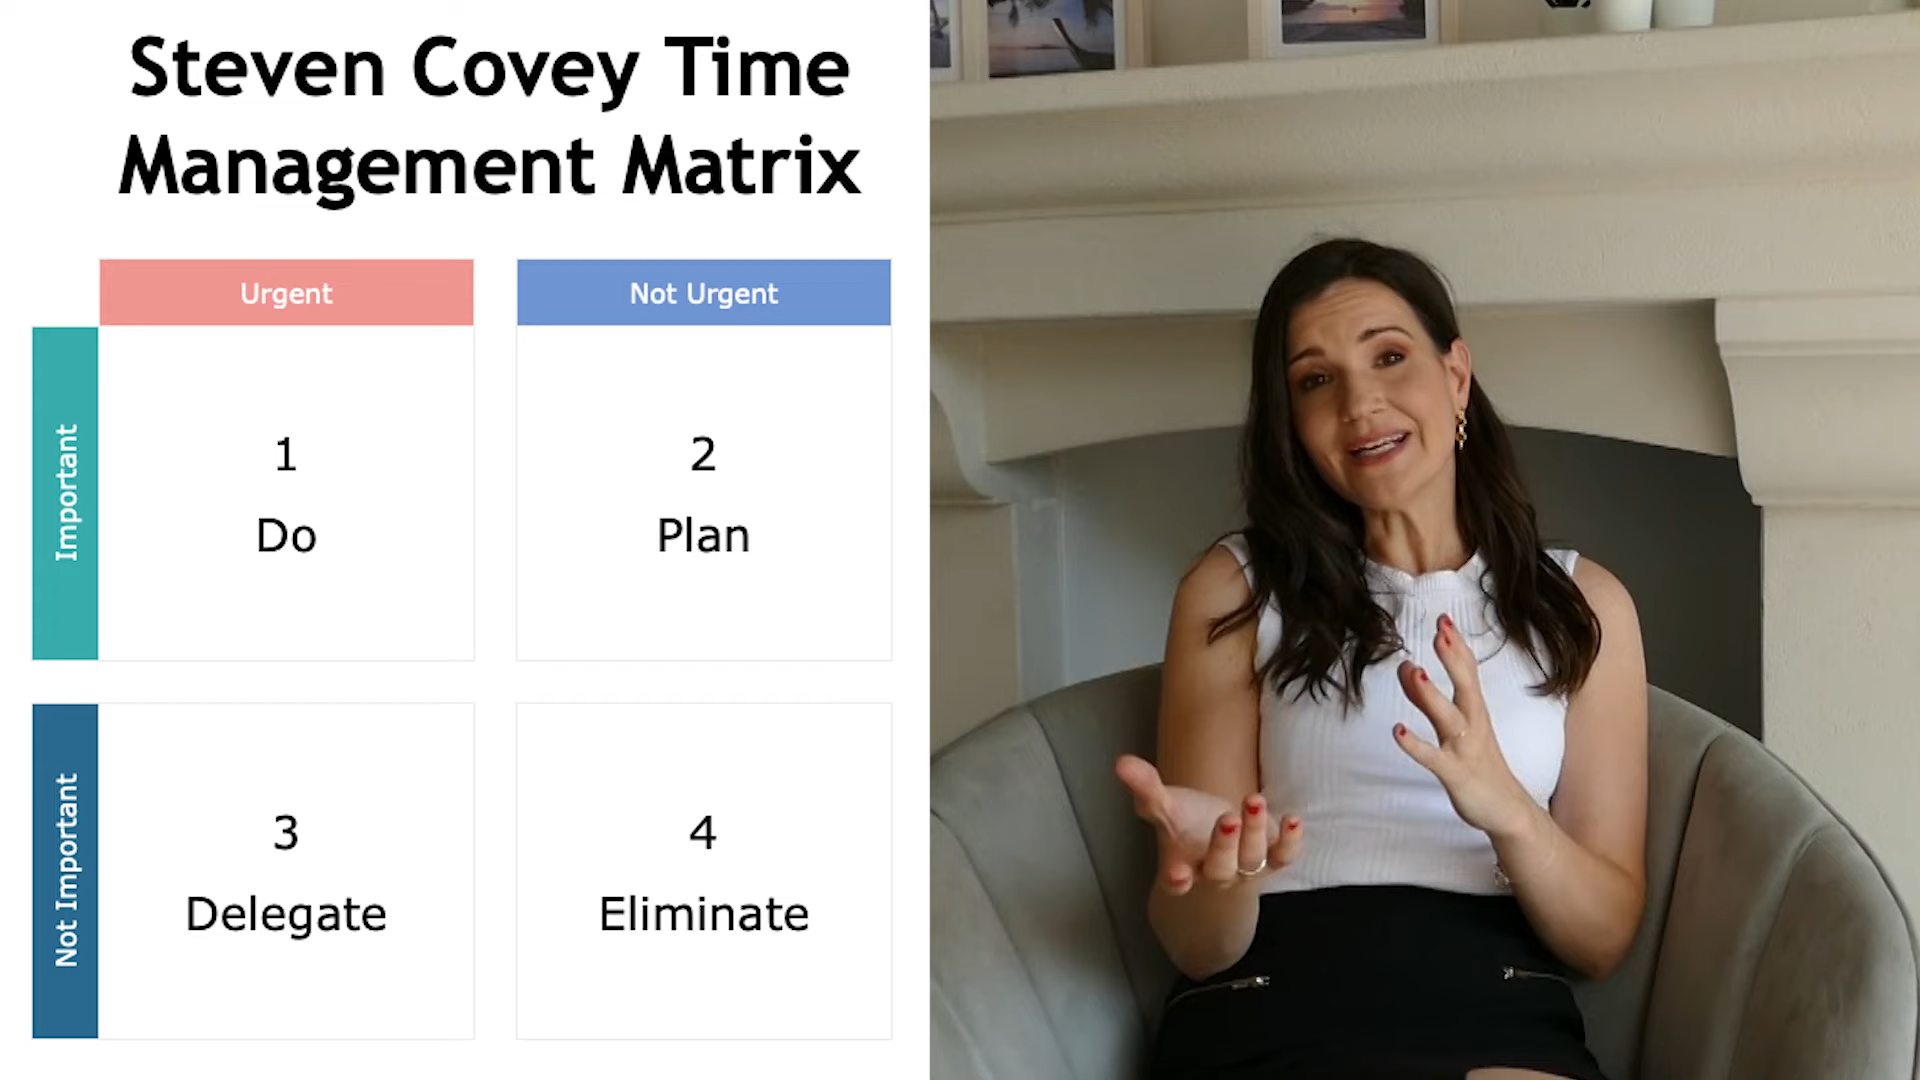 Steven Covey Time
Management Matrix
Urgent
Not Urgent
Important
1
Do
2
Plan
Not Important
3
Delegate
4
Eliminate